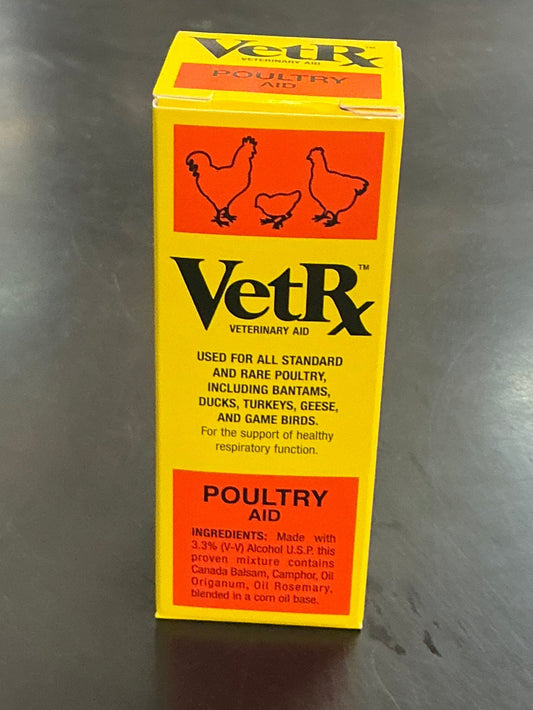 VetRx™
VETERINARY AID
POULTRY
AID
VetRx™
VETERINARY AID
USED FOR ALL STANDARD
AND RARE POULTRY,
INCLUDING BANTAMS,
DUCKS, TURKEYS, GEESE,
AND GAME BIRDS.
For the support of healthy
respiratory function.
POULTRY
AID
INGREDIENTS: Made with
3.3% (V-V) Alcohol U.S.P. this
proven mixture contains
Canada Balsam, Camphor, Oil
Origanum, Oil Rosemary,
blended in a corn oil base.